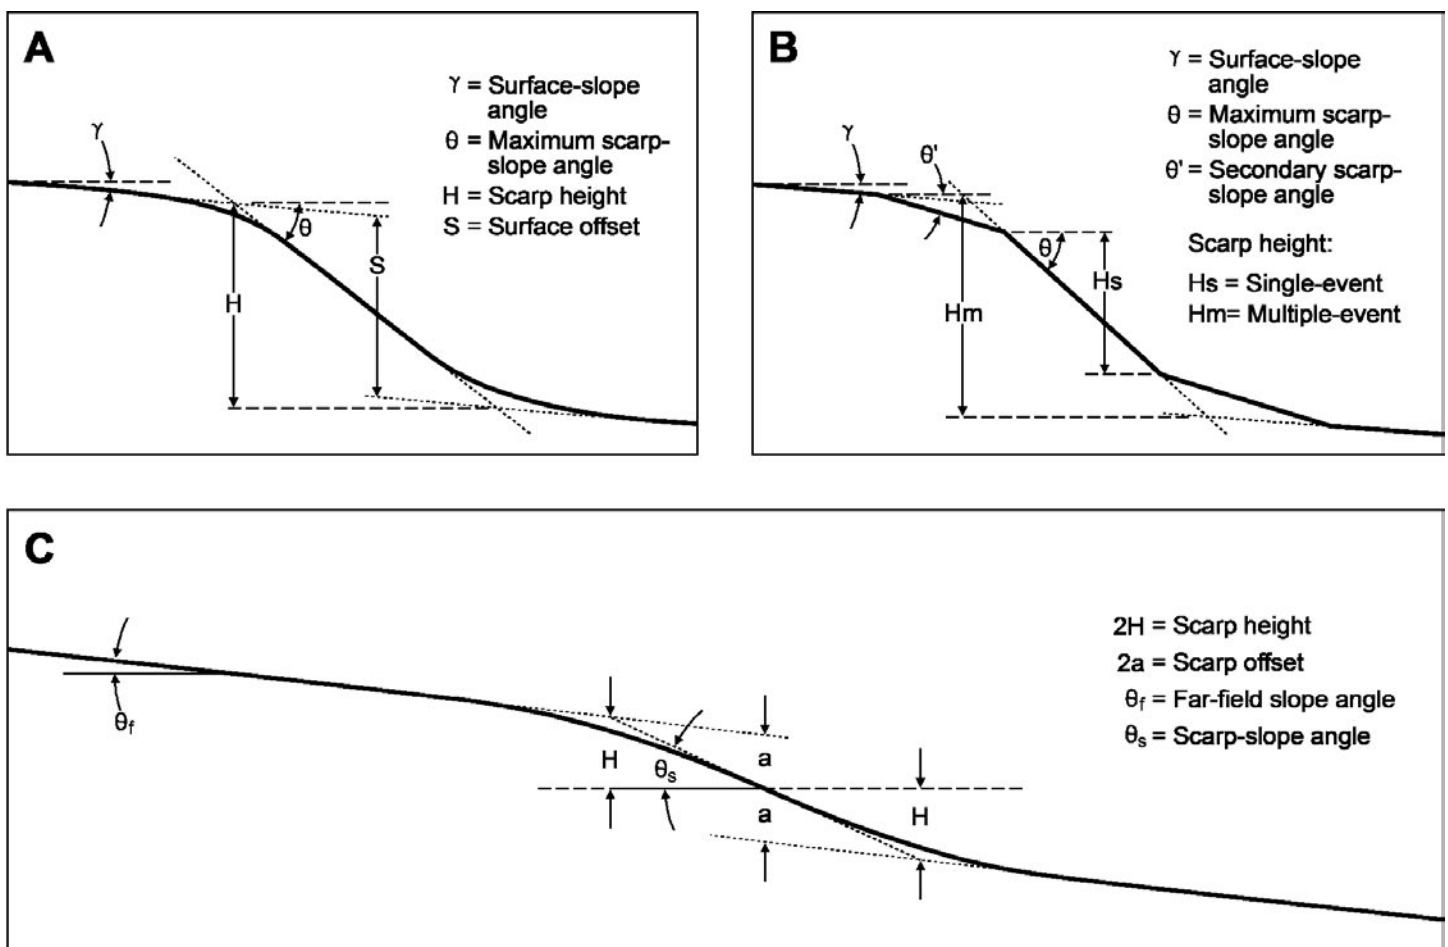 A
γ = Surface-slope
angle
θ = Maximum scarp-
slope angle
H = Scarp height
S = Surface offset
γ
θ
S
H
B
γ = Surface-slope
angle
θ = Maximum scarp-
slope angle
θ' = Secondary scarp-
slope angle
Scarp height:
Hs = Single-event
Hm= Multiple-event
γ
θ'
θ
Hs
Hm
C
2H = Scarp height
2a = Scarp offset
θf = Far-field slope angle
θs = Scarp-slope angle
θf
H
θs
a
a
H